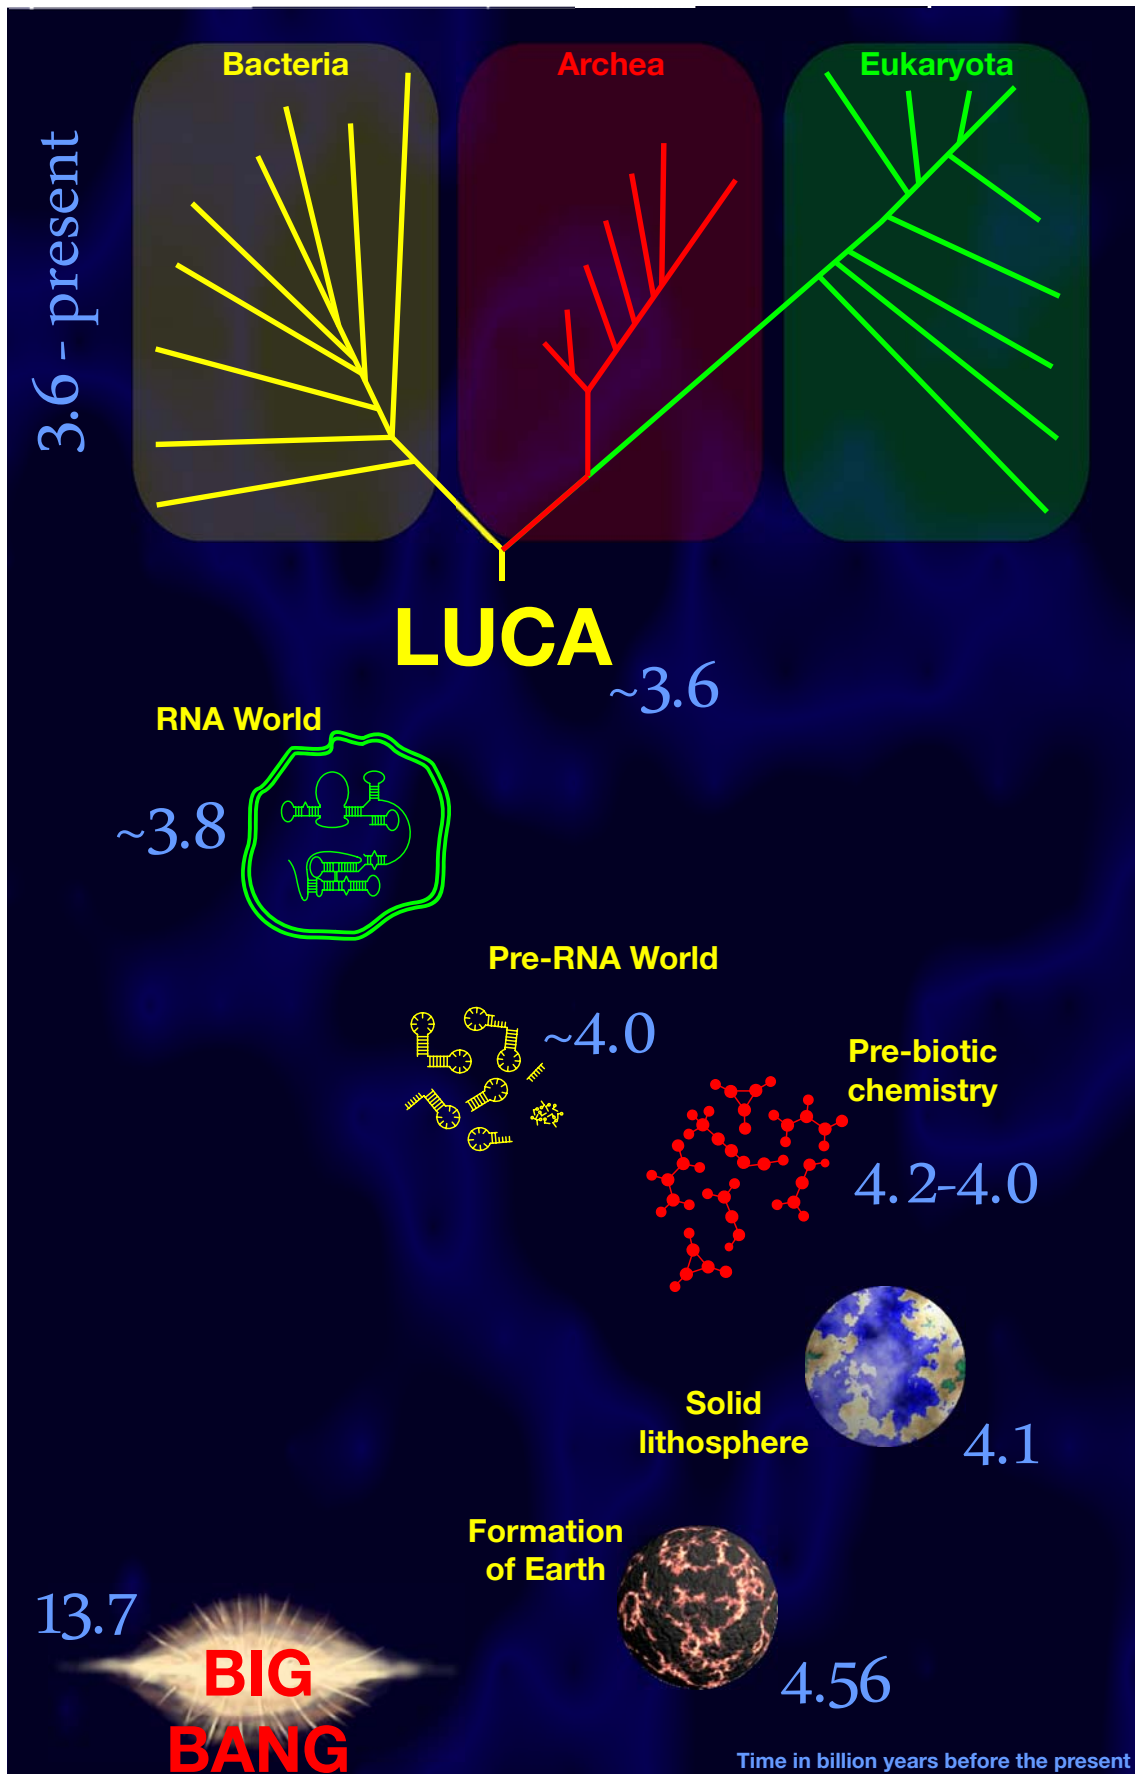 Bacteria
Archea
Eukaryota
3.6 - present
LUCA
~3.6
RNA World
~3.8
Pre-RNA World
~4.0
Pre-biotic
chemistry
4.2-4.0
Solid
lithosphere
4.1
Formation
of Earth
4.56
13.7
BIG
BANG
Time in billion years before the present